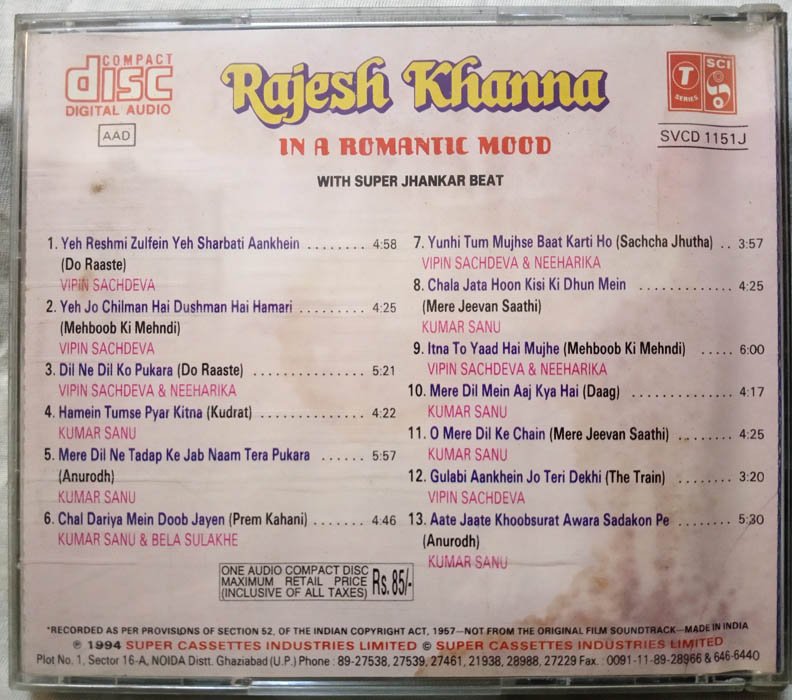 COMPACT
disc
DIGITAL AUDIO
AAD
Rajesh Khanna
IN A ROMANTIC MOOD
WITH SUPER JHANKAR BEAT
T
SERIES
SCI
SVCD 1151J
1. Yeh Reshmi Zulfein Yeh Sharbati Aankhein ........ 4:58
(Do Raaste)
VIPIN SACHDEVA
2. Yeh Jo Chilman Hai Dushman Hai Hamari ......... 4:25
(Mehboob Ki Mehndi)
VIPIN SACHDEVA
3. Dil Ne Dil Ko Pukara (Do Raaste) ............... 5:21
VIPIN SACHDEVA & NEEHARIKA
4. Hamein Tumse Pyar Kitna (Kudrat) .............. 4:22
KUMAR SANU
5. Mere Dil Ne Tadap Ke Jab Naam Tera Pukara ...... 5:57
(Anurodh)
KUMAR SANU
6. Chal Dariya Mein Doob Jayen (Prem Kahani) ....... 4:46
KUMAR SANU & BELA SULAKHE
7. Yunhi Tum Mujhse Baat Karti Ho (Sachcha Jhutha) .. 3:57
VIPIN SACHDEVA & NEEHARIKA
8. Chala Jata Hoon Kisi Ki Dhun Mein ............. 4:25
(Mere Jeevan Saathi)
KUMAR SANU
9. Itna To Yaad Hai Mujhe (Mehboob Ki Mehndi) ..... 6:00
VIPIN SACHDEVA & NEEHARIKA
10. Mere Dil Mein Aaj Kya Hai (Daag) .............. 4:17
KUMAR SANU
11. O Mere Dil Ke Chain (Mere Jeevan Saathi) ........ 4:25
KUMAR SANU
12. Gulabi Aankhein Jo Teri Dekhi (The Train) ........ 3:20
VIPIN SACHDEVA
13. Aate Jaate Khoobsurat Awara Sadakon Pe ........ 5:30
(Anurodh)
KUMAR SANU
ONE AUDIO COMPACT DISC
MAXIMUM RETAIL PRICE
(INCLUSIVE OF ALL TAXES)
Rs. 85/-
*RECORDED AS PER PROVISIONS OF SECTION 52, OF THE INDIAN COPYRIGHT ACT, 1957—NOT FROM THE ORIGINAL FILM SOUNDTRACK—MADE IN INDIA
℗ 1994 SUPER CASSETTES INDUSTRIES LIMITED © SUPER CASSETTES INDUSTRIES LIMITED
Plot No. 1, Sector 16-A, NOIDA Distt. Ghaziabad (U.P.) Phone : 89-27538, 27539, 27461, 21938, 28988, 27229 Fax.: 0091-11-89-28966 & 646-6440